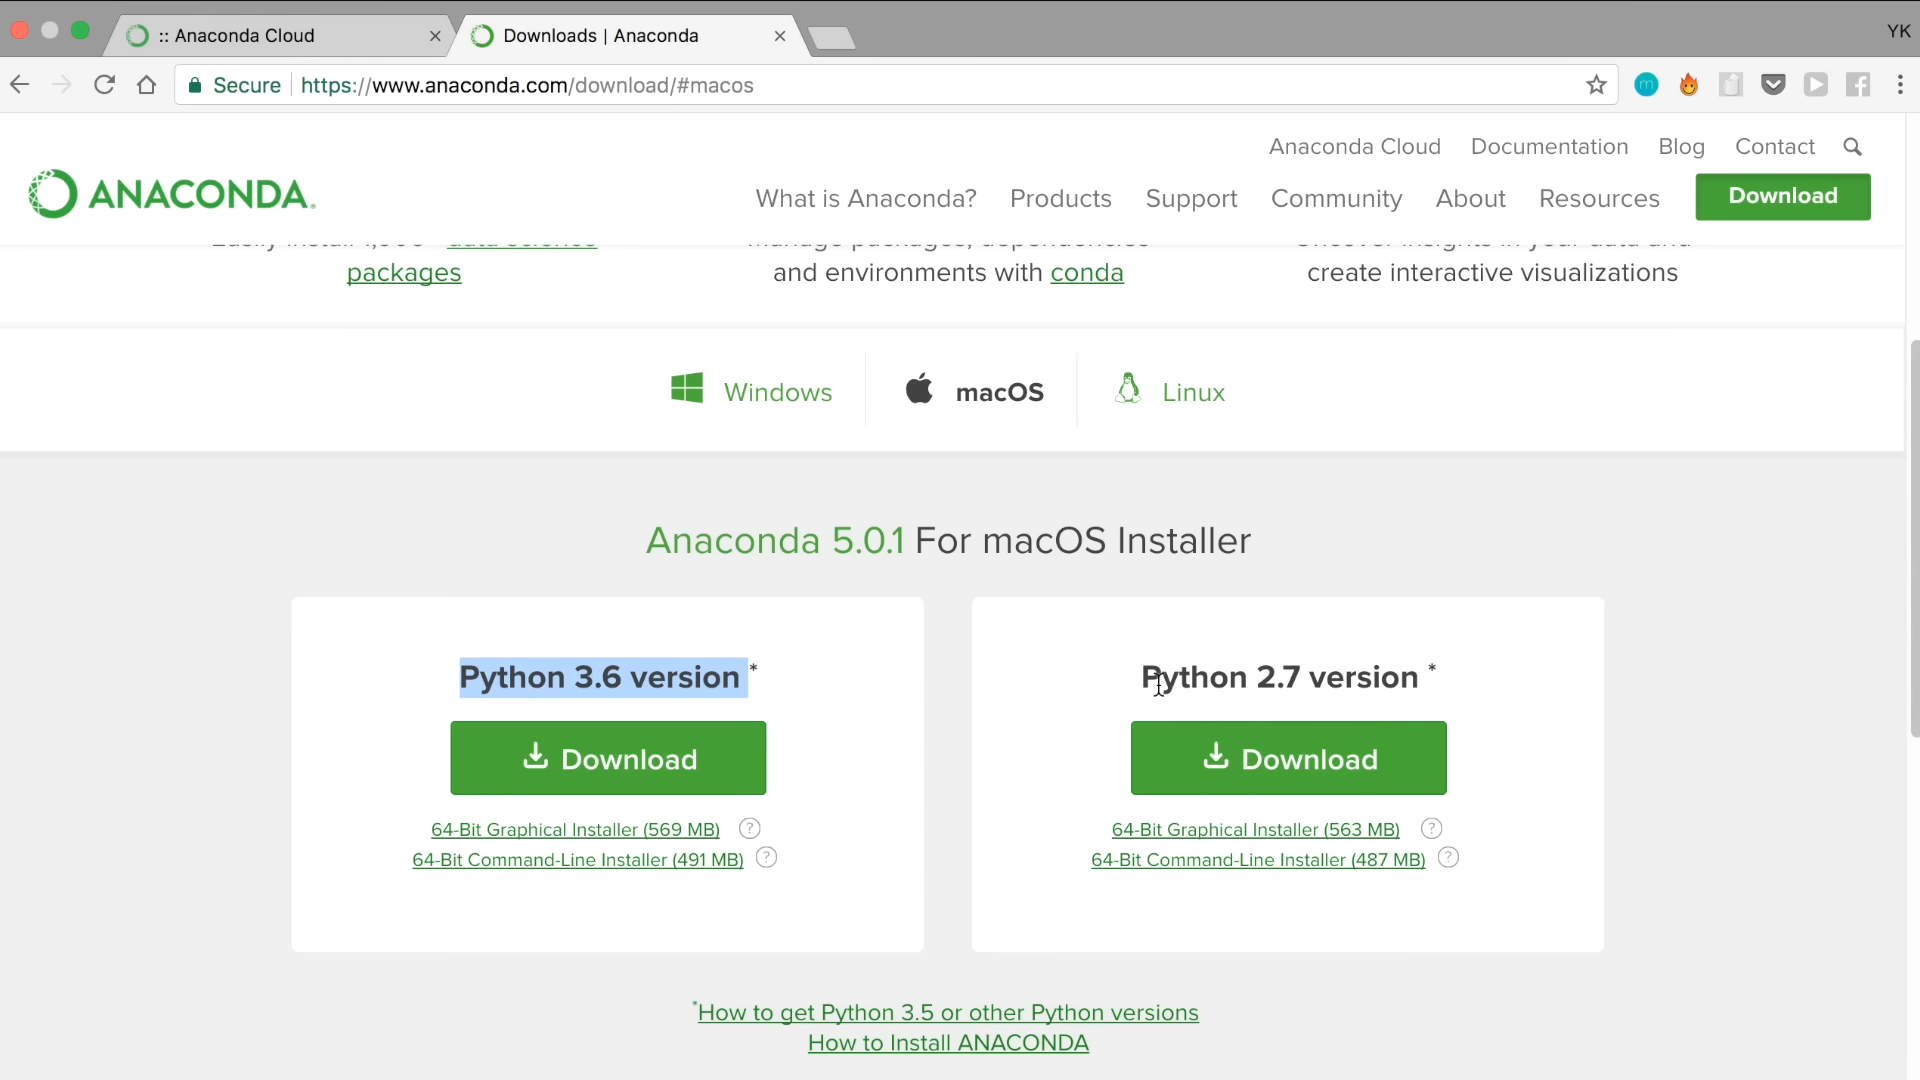 :: Anaconda Cloud
Downloads | Anaconda
YK
Secure
https://www.anaconda.com/download/#macos
Anaconda Cloud Documentation Blog Contact
ANACONDA.
What is Anaconda? Products Support Community About Resources Download
packages
and environments with conda
create interactive visualizations
Windows
macOS
Linux
Anaconda 5.0.1 For macOS Installer
Python 3.6 version *
Download
64-Bit Graphical Installer (569 MB) ?
64-Bit Command-Line Installer (491 MB) ?
Python 2.7 version *
Download
64-Bit Graphical Installer (563 MB) ?
64-Bit Command-Line Installer (487 MB) ?
*How to get Python 3.5 or other Python versions
How to Install ANACONDA